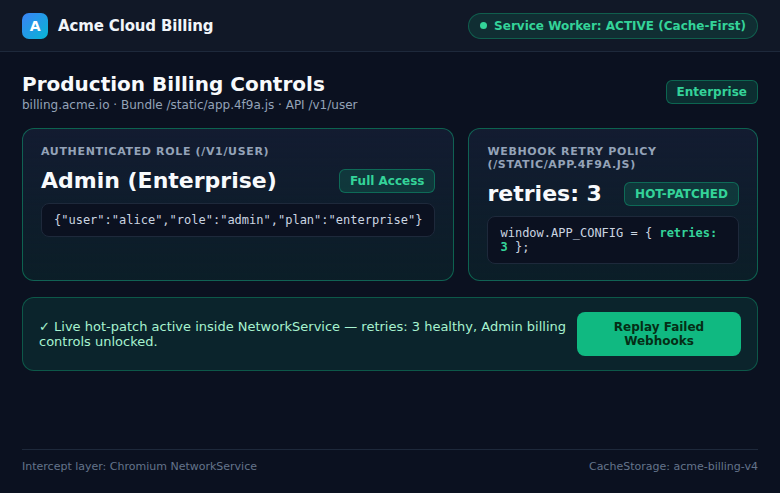 A Acme Cloud Billing
Service Worker: ACTIVE (Cache-First)
Production Billing Controls
billing.acme.io · Bundle /static/app.4f9a.js · API /v1/user
Enterprise
AUTHENTICATED ROLE (/V1/USER)
Admin (Enterprise)
Full Access
{"user":"alice","role":"admin","plan":"enterprise"}
WEBHOOK RETRY POLICY
(/STATIC/APP.4F9A.JS)
retries: 3
HOT-PATCHED
window.APP_CONFIG = { retries:
3 };
✓ Live hot-patch active inside NetworkService — retries: 3 healthy, Admin billing
controls unlocked.
Replay Failed
Webhooks
Intercept layer: Chromium NetworkService
CacheStorage: acme-billing-v4